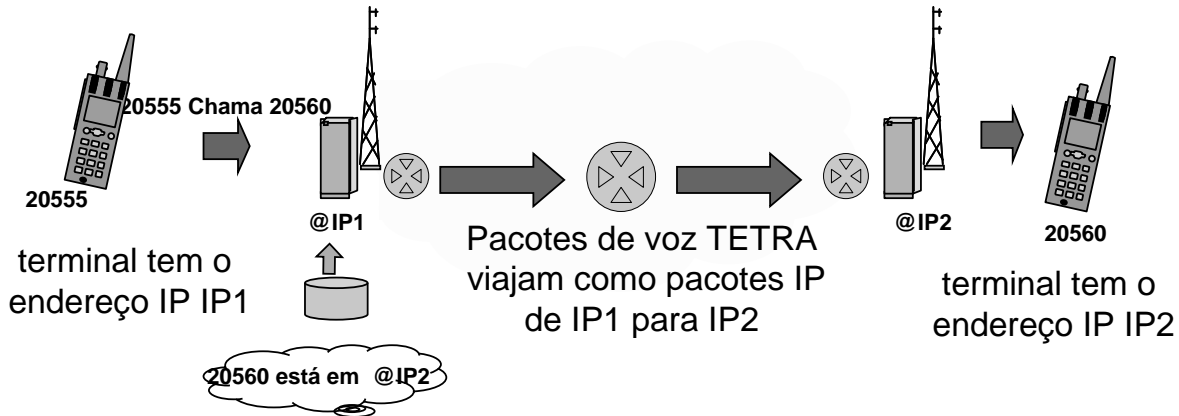 20555 Chama 20560
20555
@IP1
@IP2
20560
terminal tem o
endereço IP IP1
Pacotes de voz TETRA
viajam como pacotes IP
de IP1 para IP2
terminal tem o
endereço IP IP2
20560 está em @IP2